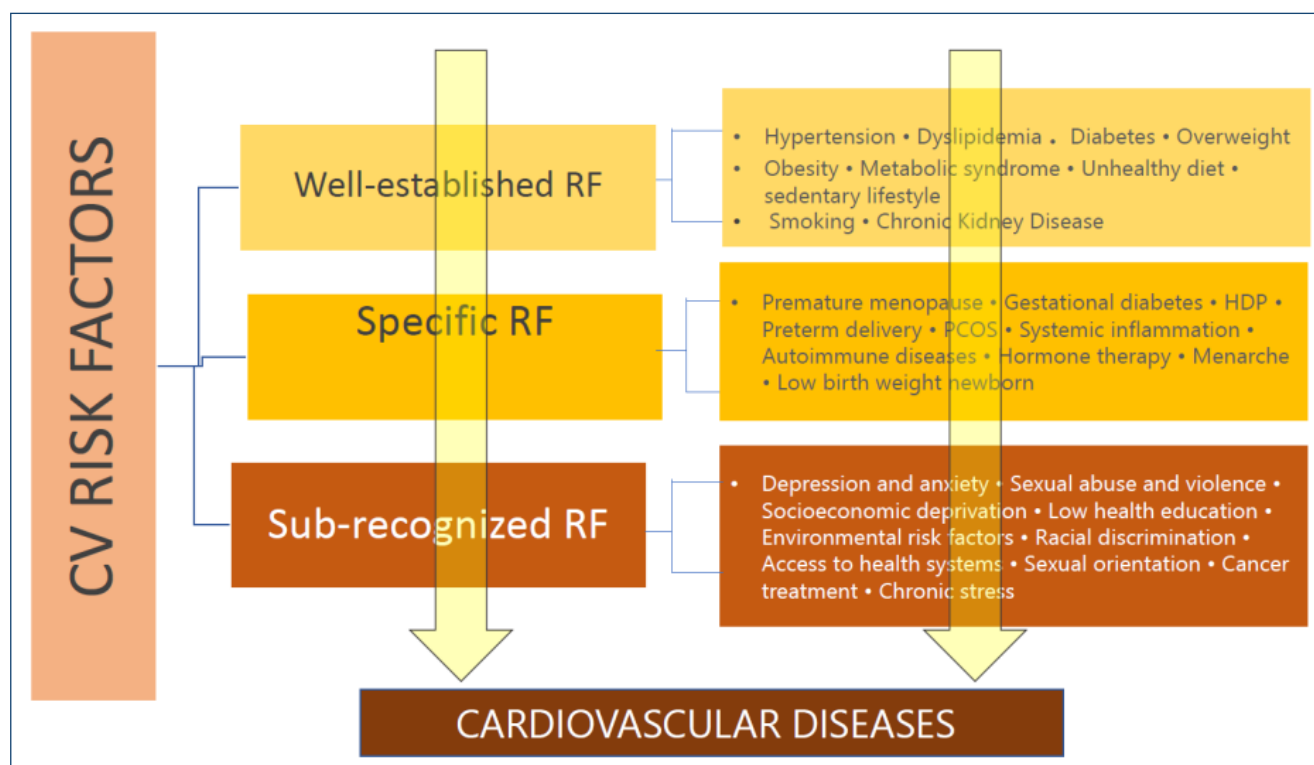 CV RISK FACTORS
Well-established RF
• Hypertension • Dyslipidemia . Diabetes • Overweight
• Obesity • Metabolic syndrome • Unhealthy diet •
sedentary lifestyle
• Smoking • Chronic Kidney Disease
Specific RF
• Premature menopause • Gestational diabetes • HDP •
Preterm delivery • PCOS • Systemic inflammation •
Autoimmune diseases • Hormone therapy • Menarche
• Low birth weight newborn
Sub-recognized RF
• Depression and anxiety • Sexual abuse and violence •
Socioeconomic deprivation • Low health education •
Environmental risk factors • Racial discrimination •
Access to health systems • Sexual orientation • Cancer
treatment • Chronic stress
CARDIOVASCULAR DISEASES